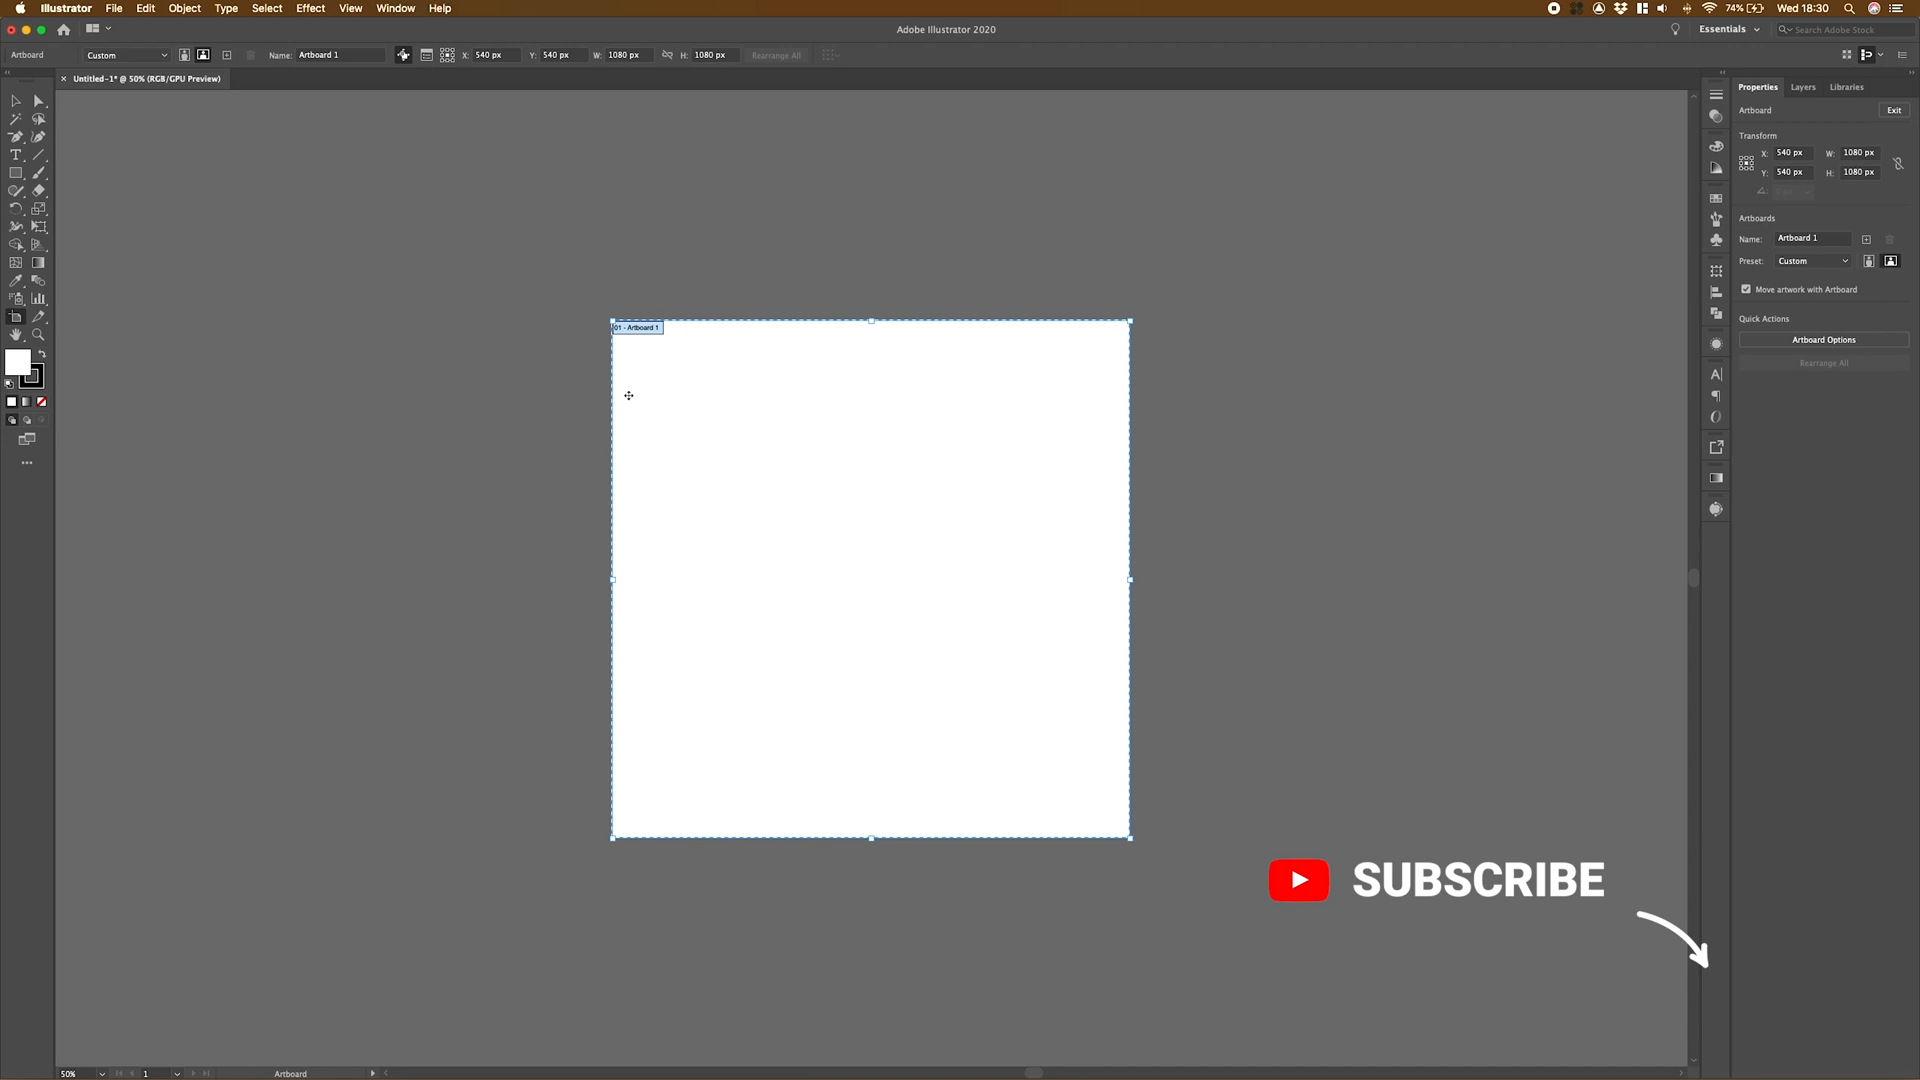 Illustrator File Edit Object Type Select Effect View Window Help
74% Wed 18:30
Adobe Illustrator 2020
Essentials
Search Adobe Stock
Artboard Custom Name: Artboard 1 X: 540 px Y: 540 px W: 1080 px H: 1080 px Rearrange All
Untitled-1* @ 50% (RGB/GPU Preview)
Properties Layers Libraries
Artboard Exit
Transform
X: 540 px W: 1080 px
Y: 540 px H: 1080 px
Artboards
Name: Artboard 1
Preset: Custom
Move artwork with Artboard
Quick Actions
Artboard Options
Rearrange All
01 - Artboard 1
SUBSCRIBE
50% 1 Artboard